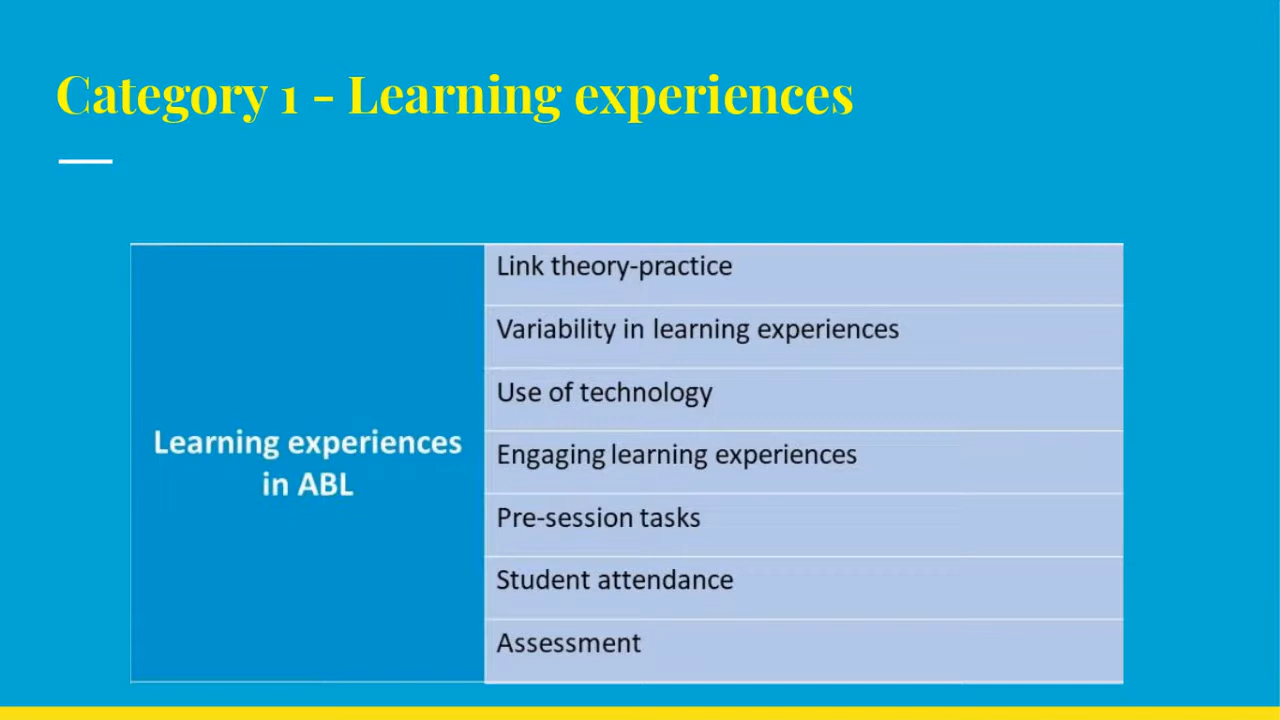 Category 1 - Learning experiences
Learning experiences
in ABL
Link theory-practice
Variability in learning experiences
Use of technology
Engaging learning experiences
Pre-session tasks
Student attendance
Assessment